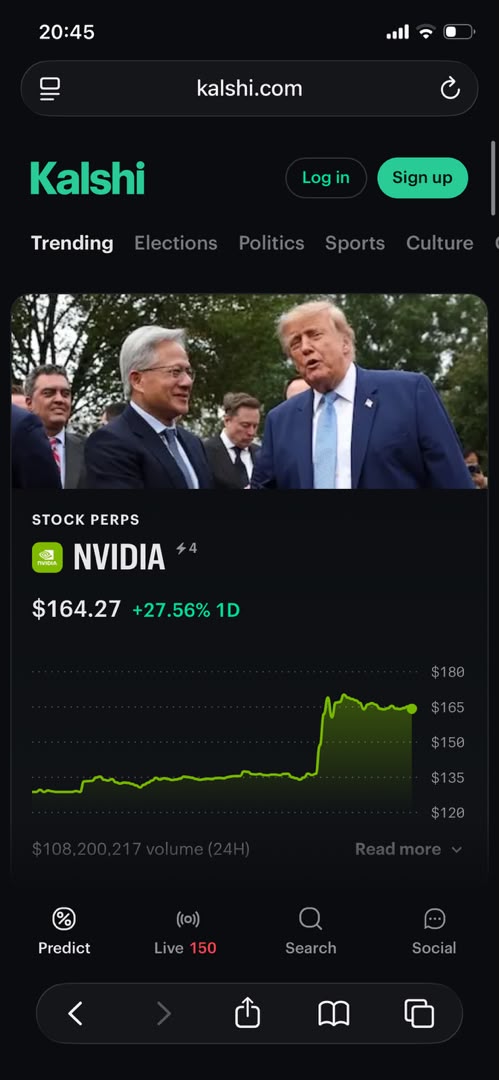 20:45
kalshi.com
Kalshi
Log in
Sign up
Trending Elections Politics Sports Culture
STOCK PERPS
NVIDIA
NVIDIA
4
$164.27 +27.56% 1D
$180
$165
$150
$135
$120
$108,200,217 volume (24H)
Read more
Predict
Live 150
Search
Social